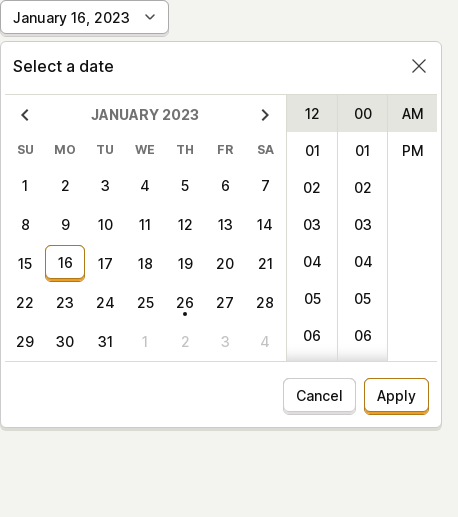 January 16, 2023
Select a date
JANUARY 2023
SU MO TU WE TH FR SA
1 2 3 4 5 6 7
8 9 10 11 12 13 14
15 16 17 18 19 20 21
22 23 24 25 26 27 28
29 30 31 1 2 3 4
12 00 AM
01 01 PM
02 02
03 03
04 04
05 05
06 06
Cancel Apply